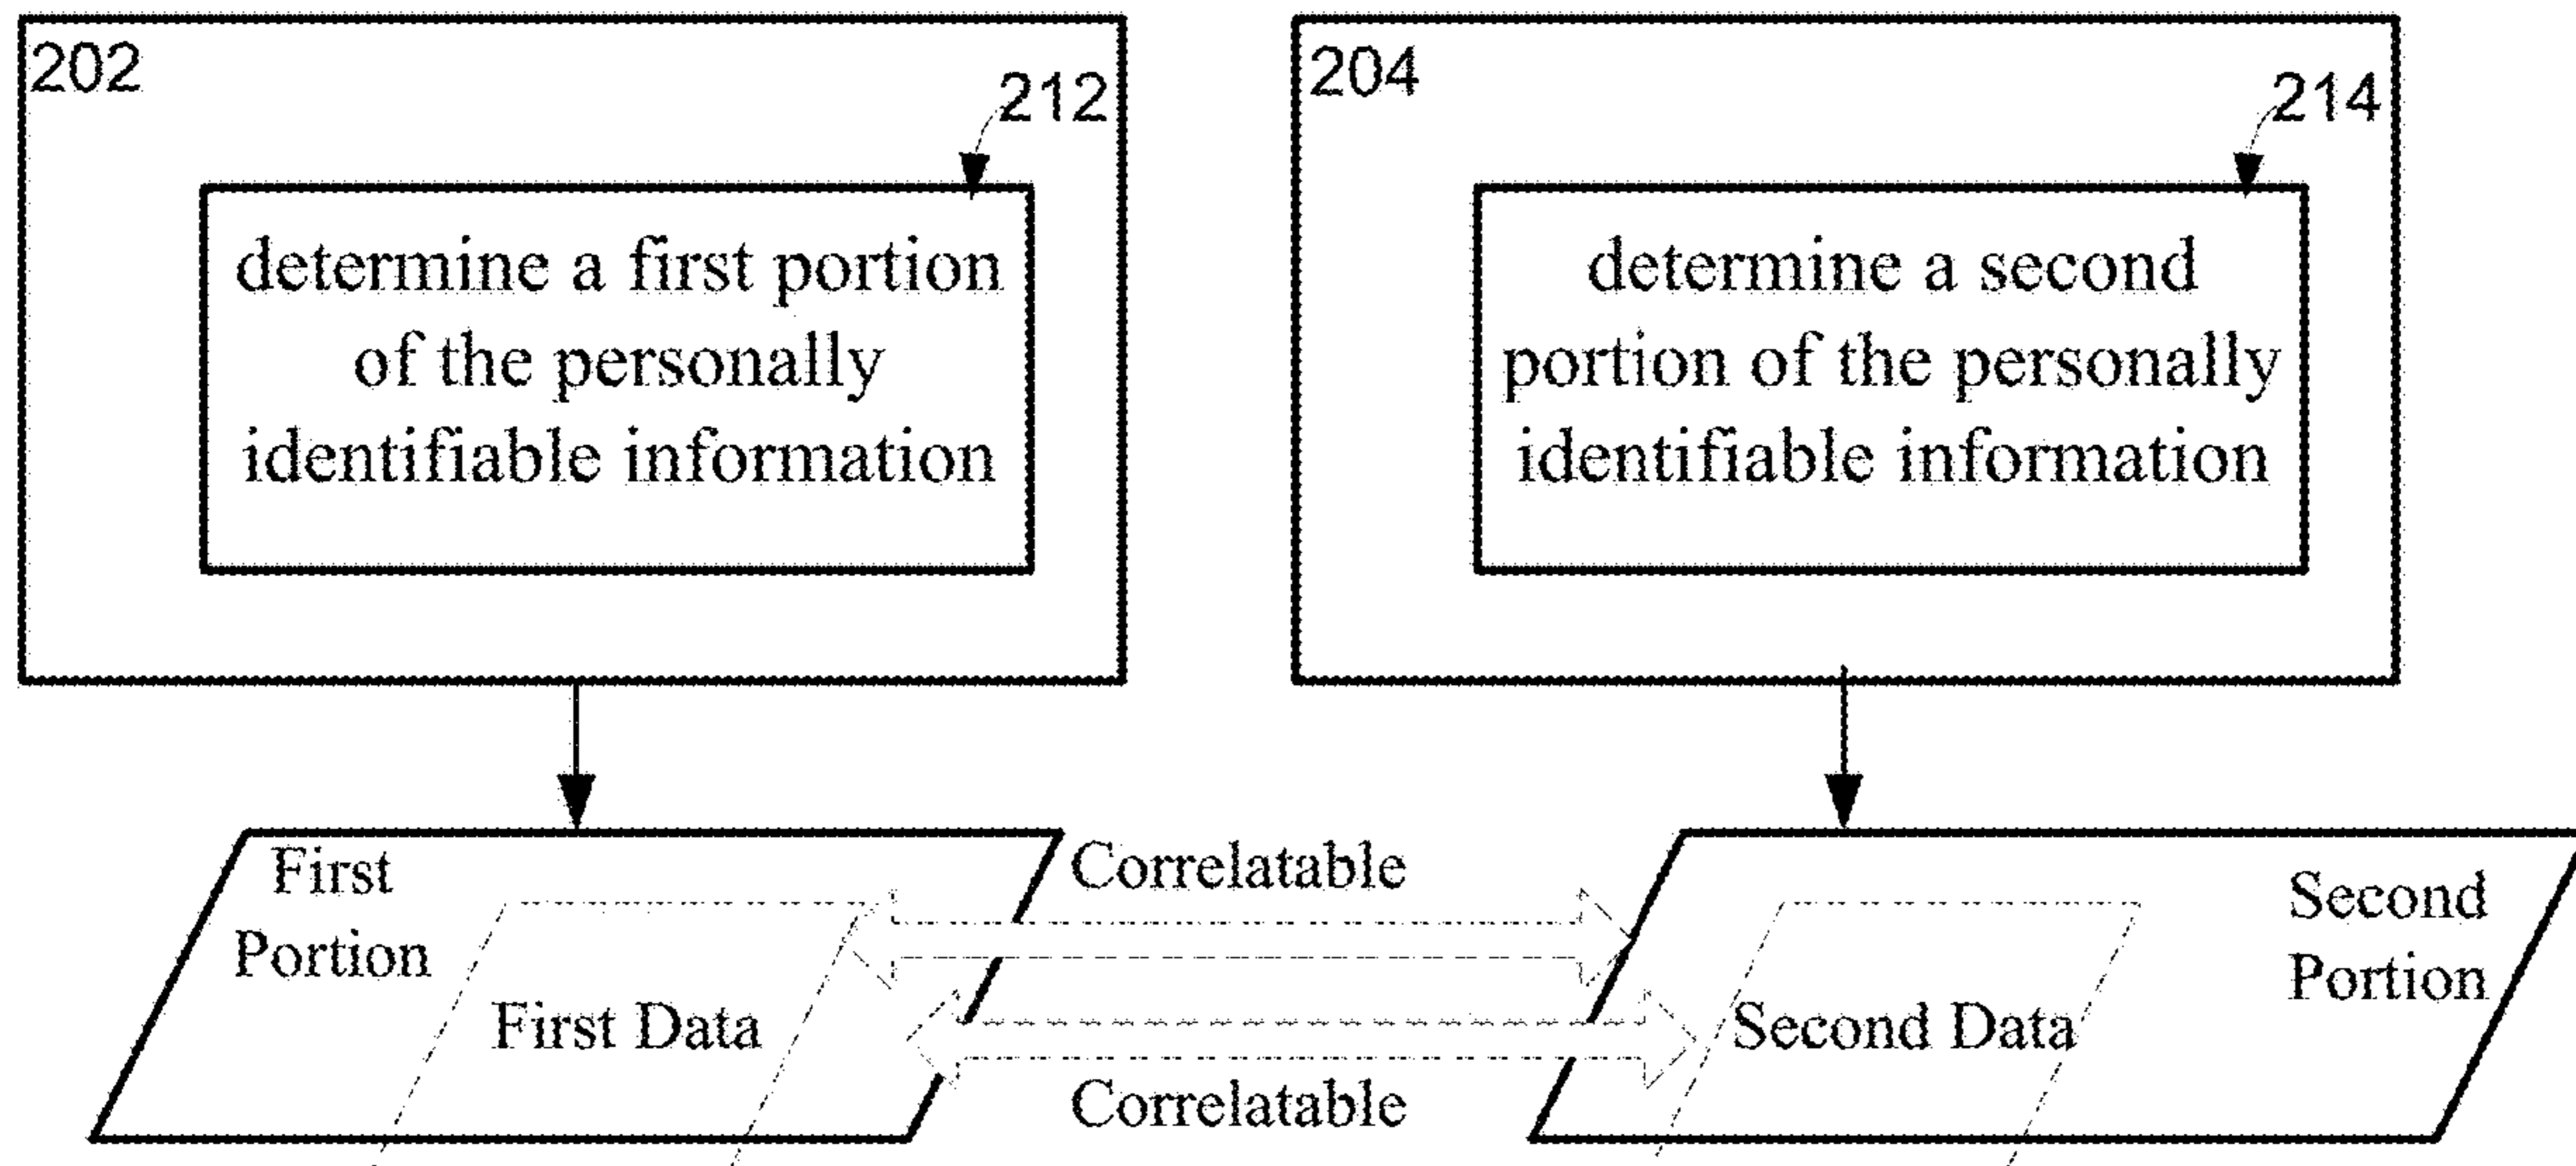 202
212
determine a first portion
of the personally
identifiable information
204
214
determine a second
portion of the personally
identifiable information
First
Portion
First Data
Correlatable
Correlatable
Second Data
Second
Portion